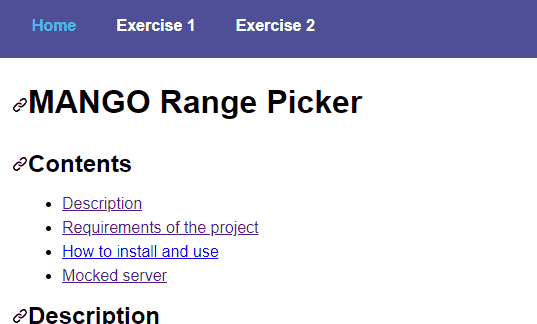 Home Exercise 1 Exercise 2
MANGO Range Picker
Contents
Description
Requirements of the project
How to install and use
Mocked server
Description